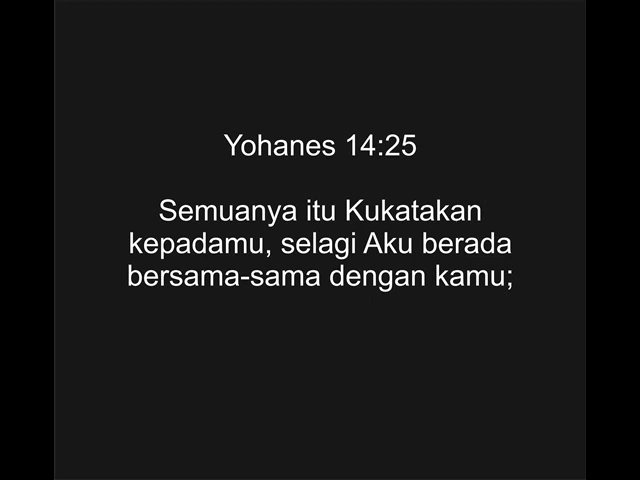 Yohanes 14:25
Semuanya itu Kukatakan
kepadamu, selagi Aku berada
bersama-sama dengan kamu;